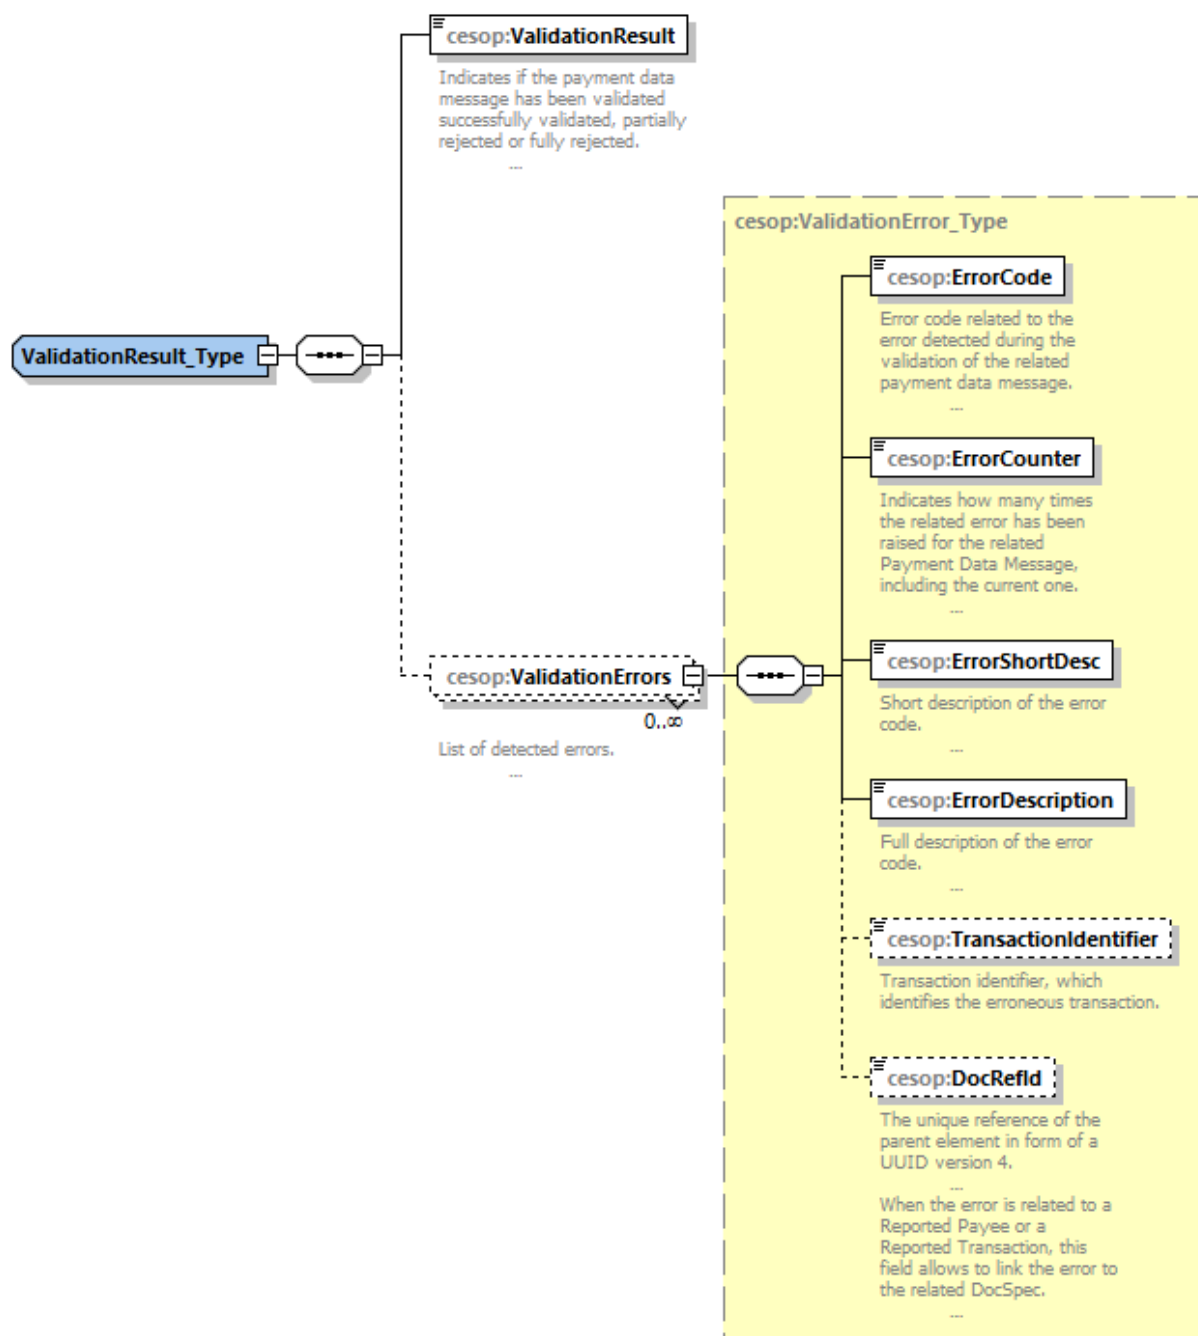 cesop:ValidationResult
Indicates if the payment data
message has been validated
successfully validated, partially
rejected or fully rejected.
...
cesop:ValidationError_Type
cesop:ErrorCode
Error code related to the
error detected during the
validation of the related
payment data message.
...
ValidationResult_Type
cesop:ErrorCounter
Indicates how many times
the related error has been
raised for the related
Payment Data Message,
including the current one.
...
cesop:ValidationErrors
0..∞
List of detected errors.
...
cesop:ErrorShortDesc
Short description of the error
code.
...
cesop:ErrorDescription
Full description of the error
code.
...
cesop:TransactionIdentifier
Transaction identifier, which
identifies the erroneous transaction.
cesop:DocRefId
The unique reference of the
parent element in form of a
UUID version 4.
...
When the error is related to a
Reported Payee or a
Reported Transaction, this
field allows to link the error to
the related DocSpec.
...